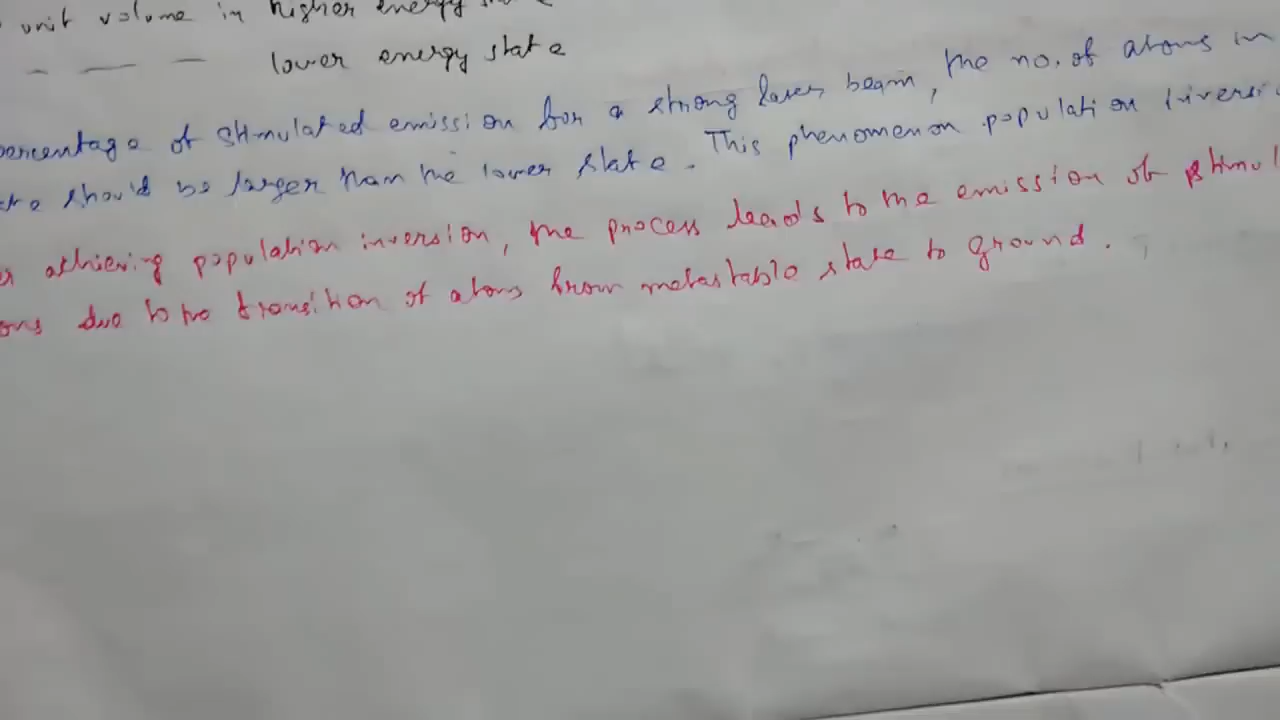 unit volume in higher energy
— — — lower energy state
percentage of stimulated emission for a strong laser beam, the no. of atoms in
should be larger than the lower state. This phenomenon population inversi
achieving population inversion, the process leads to the emission of stimul
due to the transition of atoms from metastable state to ground.